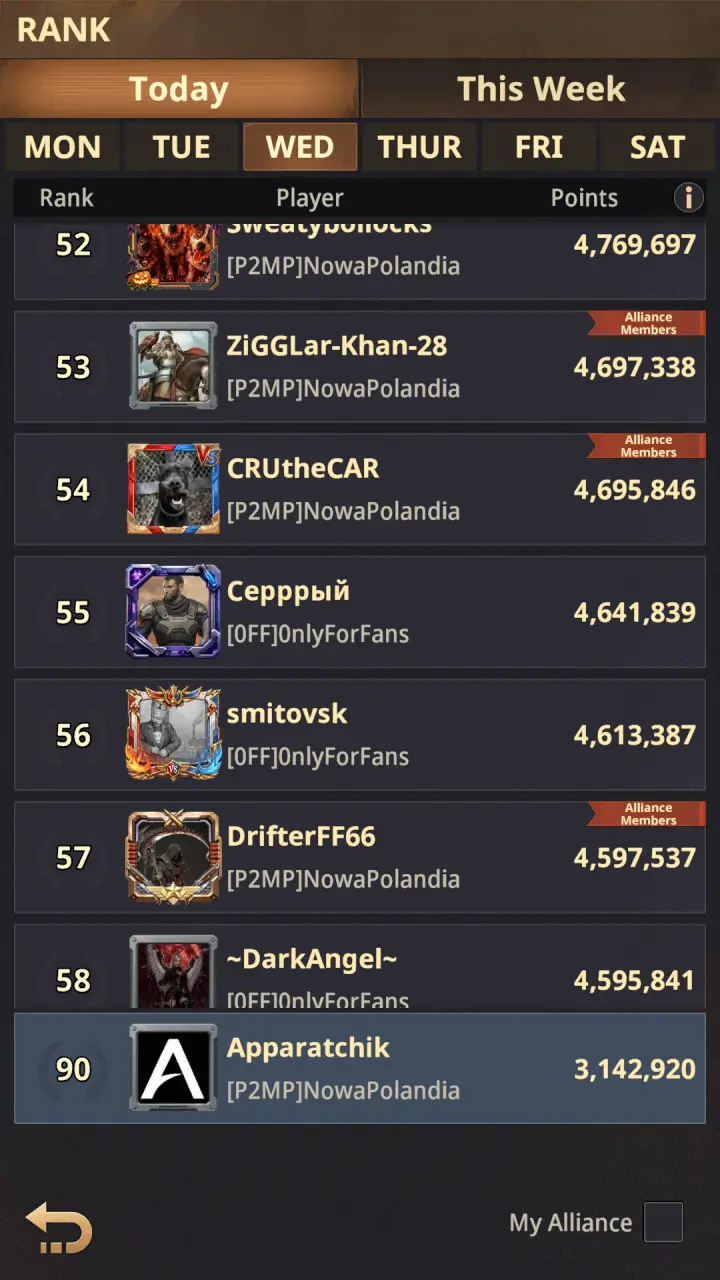 RANK
Today
This Week
MON TUE WED THUR FRI SAT
Rank Player Points
52 Sweatybollocks 4,769,697
[P2MP]NowaPolandia
Alliance Members
53 ZiGGLar-Khan-28 4,697,338
[P2MP]NowaPolandia
Alliance Members
54 CRUtheCAR 4,695,846
[P2MP]NowaPolandia
55 Серррый 4,641,839
[0FF]0nlyForFans
56 smitovsk 4,613,387
[0FF]0nlyForFans
Alliance Members
57 DrifterFF66 4,597,537
[P2MP]NowaPolandia
58 ~DarkAngel~ 4,595,841
[0FF]0nlyForFans
90 Apparatchik 3,142,920
[P2MP]NowaPolandia
My Alliance